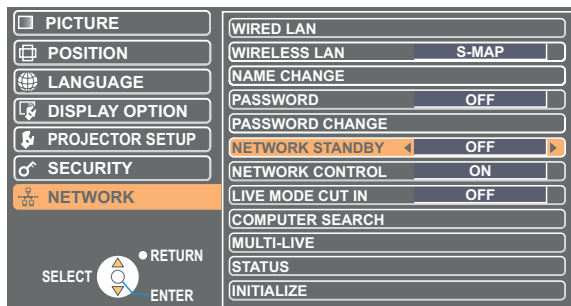 PICTURE
POSITION
LANGUAGE
DISPLAY OPTION
PROJECTOR SETUP
SECURITY
NETWORK
RETURN
SELECT
ENTER
WIRED LAN
WIRELESS LAN S-MAP
NAME CHANGE
PASSWORD OFF
PASSWORD CHANGE
NETWORK STANDBY OFF
NETWORK CONTROL ON
LIVE MODE CUT IN OFF
COMPUTER SEARCH
MULTI-LIVE
STATUS
INITIALIZE